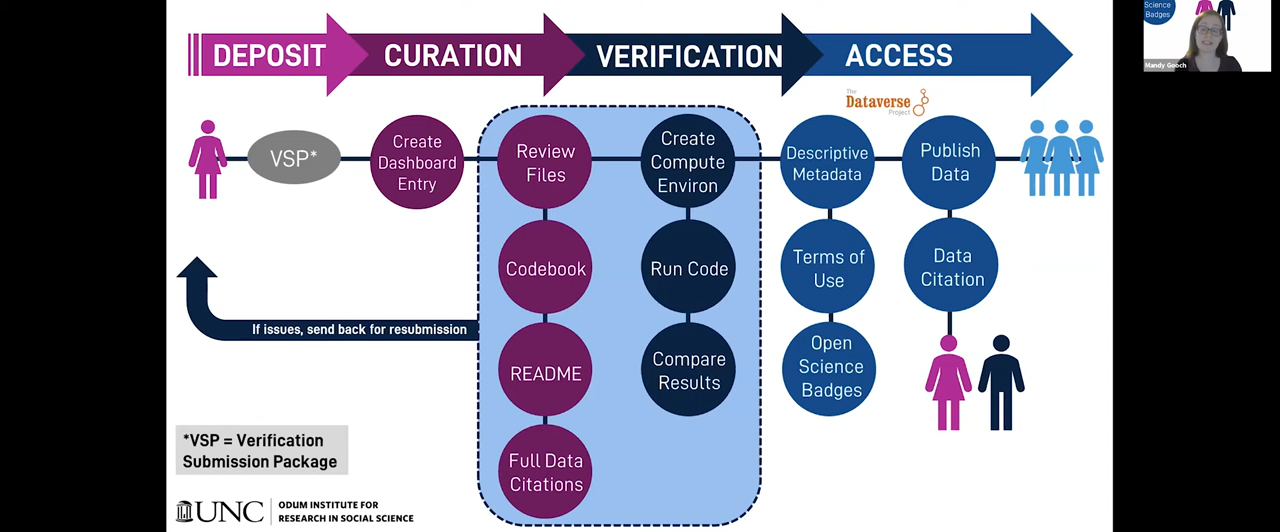 DEPOSIT
CURATION
VERIFICATION
ACCESS
The
Dataverse
Project
VSP*
Create
Dashboard
Entry
Review
Files
Codebook
README
Full Data
Citations
Create
Compute
Environ
Run Code
Compare
Results
Descriptive
Metadata
Terms of
Use
Open
Science
Badges
Publish
Data
Data
Citation
If issues, send back for resubmission
*VSP = Verification
Submission Package
UNC
ODUM INSTITUTE FOR
RESEARCH IN SOCIAL SCIENCE
Science
Badges
Mandy Gooch